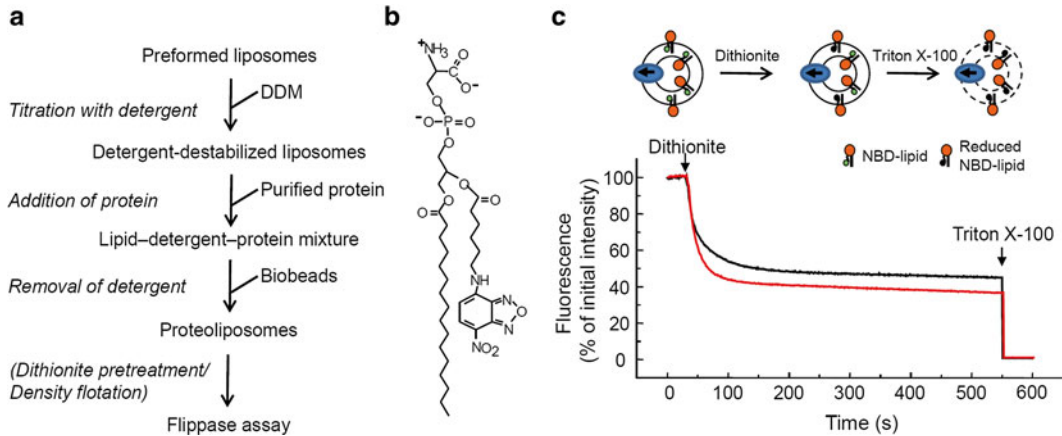 a
Preformed liposomes
Titration with detergent
DDM
Detergent-destabilized liposomes
Addition of protein
Purified protein
Lipid–detergent–protein mixture
Removal of detergent
Biobeads
Proteoliposomes
(Dithionite pretreatment/
Density flotation)
Flippase assay
b
+
NH3
C
O
O−
O
−O–P=O
O
O
O
O
O
NH
N
O
N
NO2
c
Dithionite
Triton X-100
NBD-lipid
Reduced
NBD-lipid
Dithionite
Triton X-100
Fluorescence
(% of initial intensity)
100
80
60
40
20
0
0
100
200
300
400
500
600
Time (s)